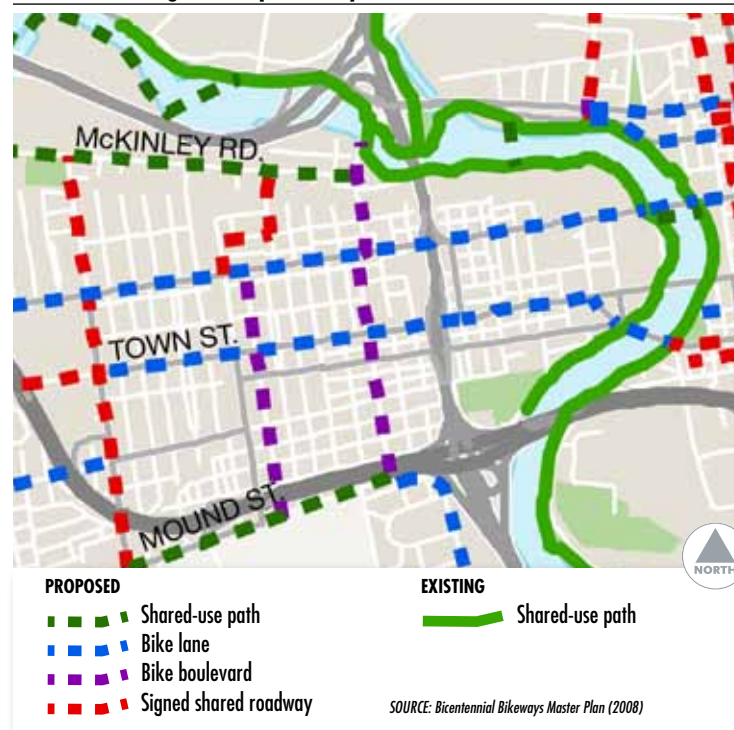 McKINLEY RD.
TOWN ST.
MOUND ST.
NORTH
PROPOSED
Shared-use path
Bike lane
Bike boulevard
Signed shared roadway
EXISTING
Shared-use path
SOURCE: Bicentennial Bikeways Master Plan (2008)